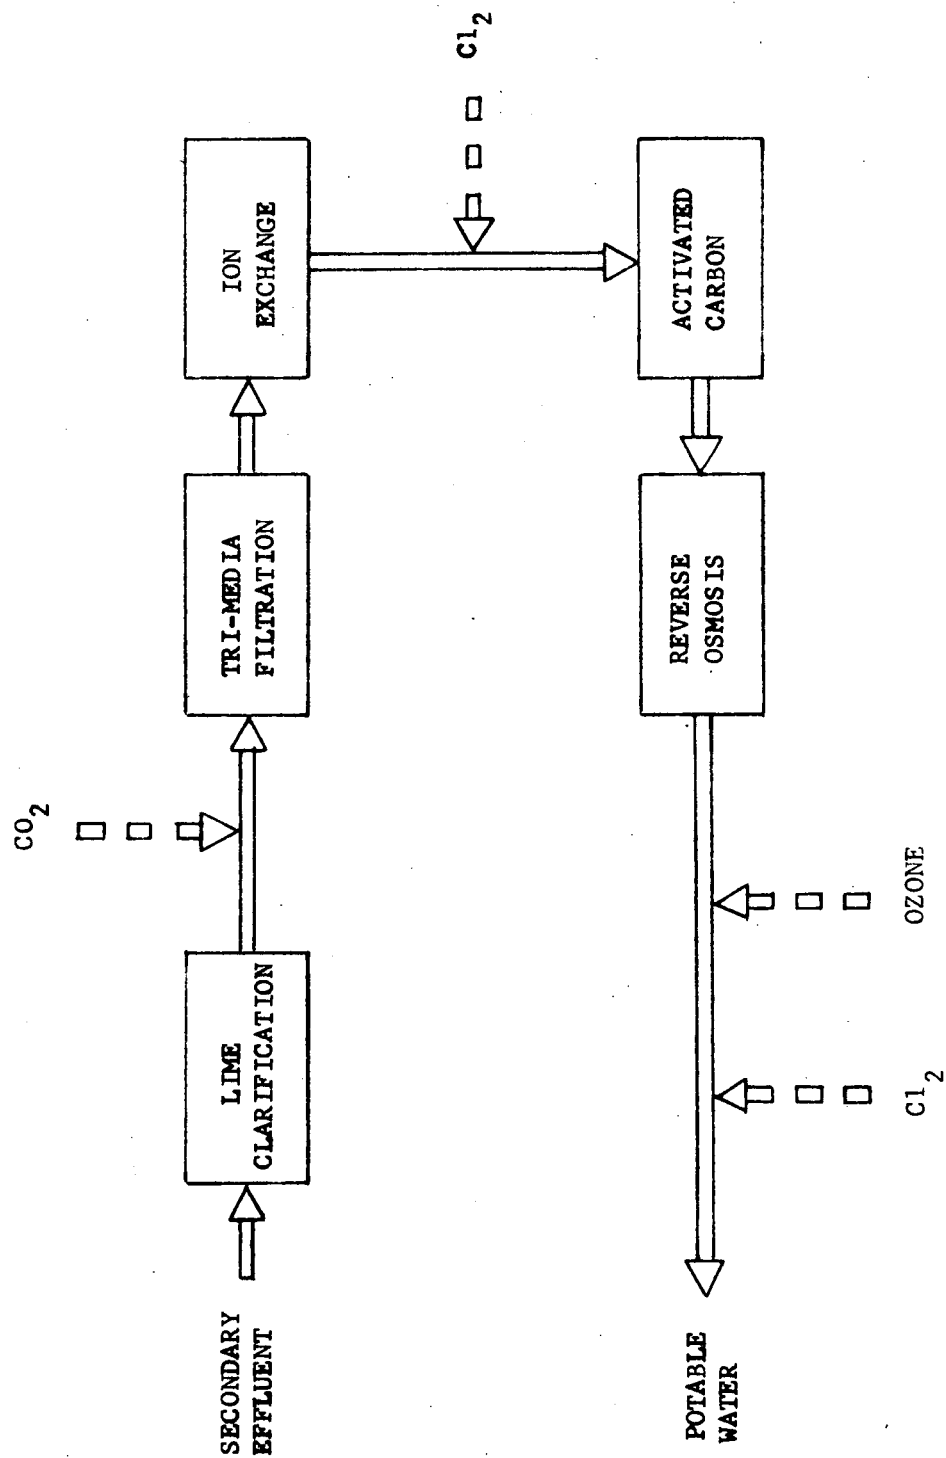 SECONDARY
EFFLUENT
LIME
CLARIFICATION
CO2
TRI-MEDIA
FILTRATION
ION
EXCHANGE
Cl2
ACTIVATED
CARBON
REVERSE
OSMOSIS
OZONE
Cl2
POTABLE
WATER